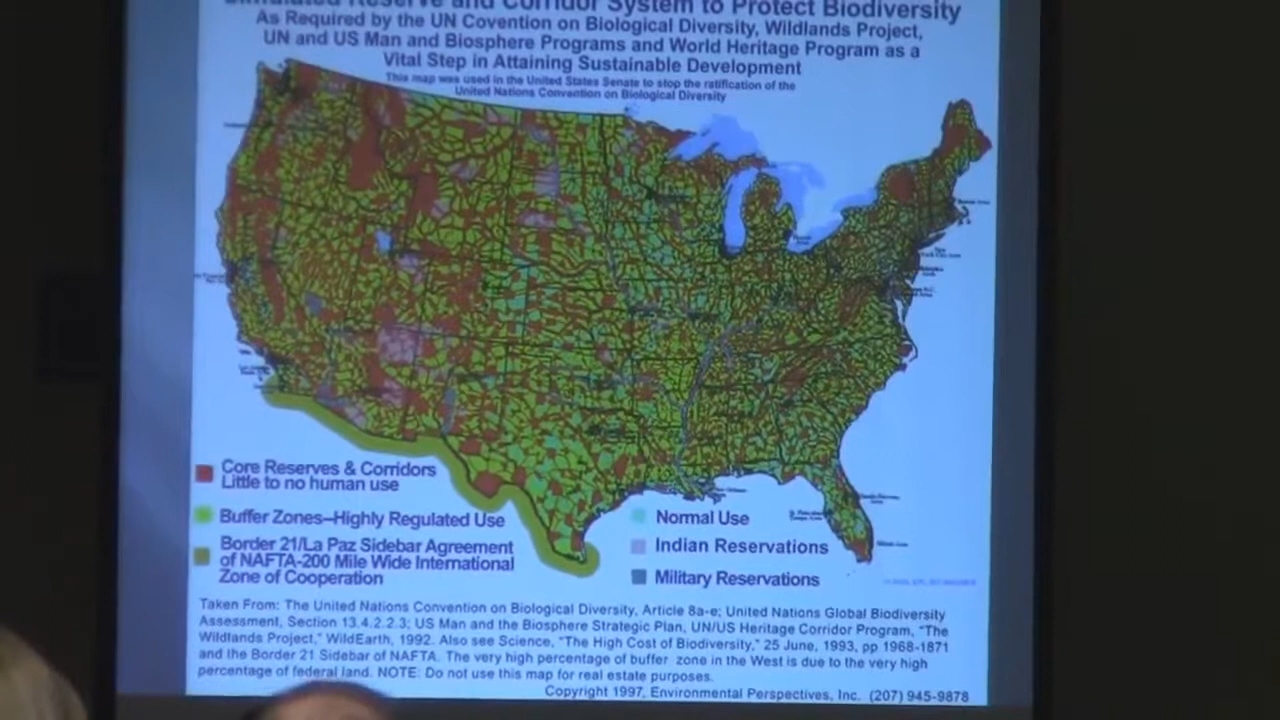 Simulated Reserve and Corridor System to Protect Biodiversity
As Required by the UN Covention on Biological Diversity, Wildlands Project,
UN and US Man and Biosphere Programs and World Heritage Program as a
Vital Step in Attaining Sustainable Development
This map was used in the United States Senate to stop the ratification of the
United Nations Convention on Biological Diversity
Core Reserves & Corridors
Little to no human use
Buffer Zones–Highly Regulated Use
Border 21/La Paz Sidebar Agreement
of NAFTA-200 Mile Wide International
Zone of Cooperation
Normal Use
Indian Reservations
Military Reservations
Taken From: The United Nations Convention on Biological Diversity, Article 8a-e; United Nations Global Biodiversity
Assessment, Section 13.4.2.2.3; US Man and the Biosphere Strategic Plan, UN/US Heritage Corridor Program, "The
Wildlands Project," WildEarth, 1992. Also see Science, "The High Cost of Biodiversity," 25 June, 1993, pp 1968-1871
and the Border 21 Sidebar of NAFTA. The very high percentage of buffer zone in the West is due to the very high
percentage of federal land. NOTE: Do not use this map for real estate purposes.
Copyright 1997, Environmental Perspectives, Inc. (207) 945-9878